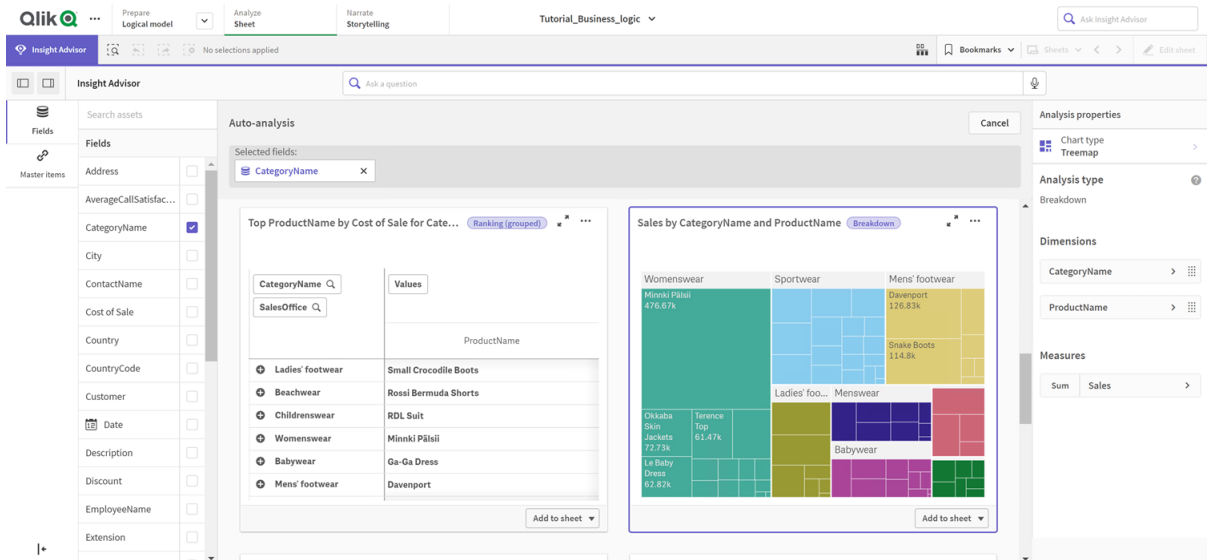 Qlik
Prepare
Logical model
Analyze
Sheet
Narrate
Storytelling
Tutorial_Business_logic
Ask Insight Advisor
Insight Advisor
No selections applied
Bookmarks
Sheets
Edit sheet
Insight Advisor
Ask a question
Fields
Master items
Search assets
Fields
Address
AverageCallSatisfac...
CategoryName
City
ContactName
Cost of Sale
Country
CountryCode
Customer
Date
Description
Discount
EmployeeName
Extension
Auto-analysis
Cancel
Selected fields:
CategoryName
Top ProductName by Cost of Sale for Cate...
Ranking (grouped)
CategoryName
Values
SalesOffice
ProductName
Ladies' footwear Small Crocodile Boots
Beachwear Rossi Bermuda Shorts
Childrenswear RDL Suit
Womenswear Minnki Pälsii
Babywear Ga-Ga Dress
Mens' footwear Davenport
Add to sheet
Sales by CategoryName and ProductName
Breakdown
Womenswear
Sportwear
Mens' footwear
Minnki Pälsii
476.67k
Davenport
126.83k
Snake Boots
114.8k
Ladies' foo...
Menswear
Okkaba
Skin
Jackets
72.73k
Terence
Top
61.47k
Babywear
Le Baby
Dress
62.82k
Add to sheet
Analysis properties
Chart type
Treemap
Analysis type
Breakdown
Dimensions
CategoryName
ProductName
Measures
Sum Sales